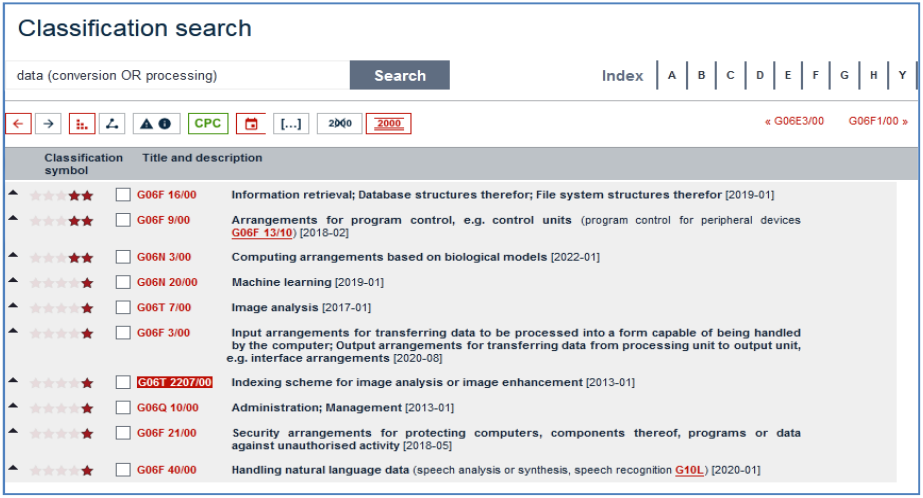 Classification search
data (conversion OR processing)
Search
Index A B C D E F G H Y
CPC [...] 2000 2000
« G06E3/00 G06F1/00 »
Classification symbol Title and description
G06F 16/00 Information retrieval; Database structures therefor; File system structures therefor [2019-01]
G06F 9/00 Arrangements for program control, e.g. control units (program control for peripheral devices
G06F 13/10) [2018-02]
G06N 3/00 Computing arrangements based on biological models [2022-01]
G06N 20/00 Machine learning [2019-01]
G06T 7/00 Image analysis [2017-01]
G06F 3/00 Input arrangements for transferring data to be processed into a form capable of being handled
by the computer; Output arrangements for transferring data from processing unit to output unit,
e.g. interface arrangements [2020-08]
G06T 2207/00 Indexing scheme for image analysis or image enhancement [2013-01]
G06Q 10/00 Administration; Management [2013-01]
G06F 21/00 Security arrangements for protecting computers, components thereof, programs or data
against unauthorised activity [2018-05]
G06F 40/00 Handling natural language data (speech analysis or synthesis, speech recognition G10L) [2020-01]